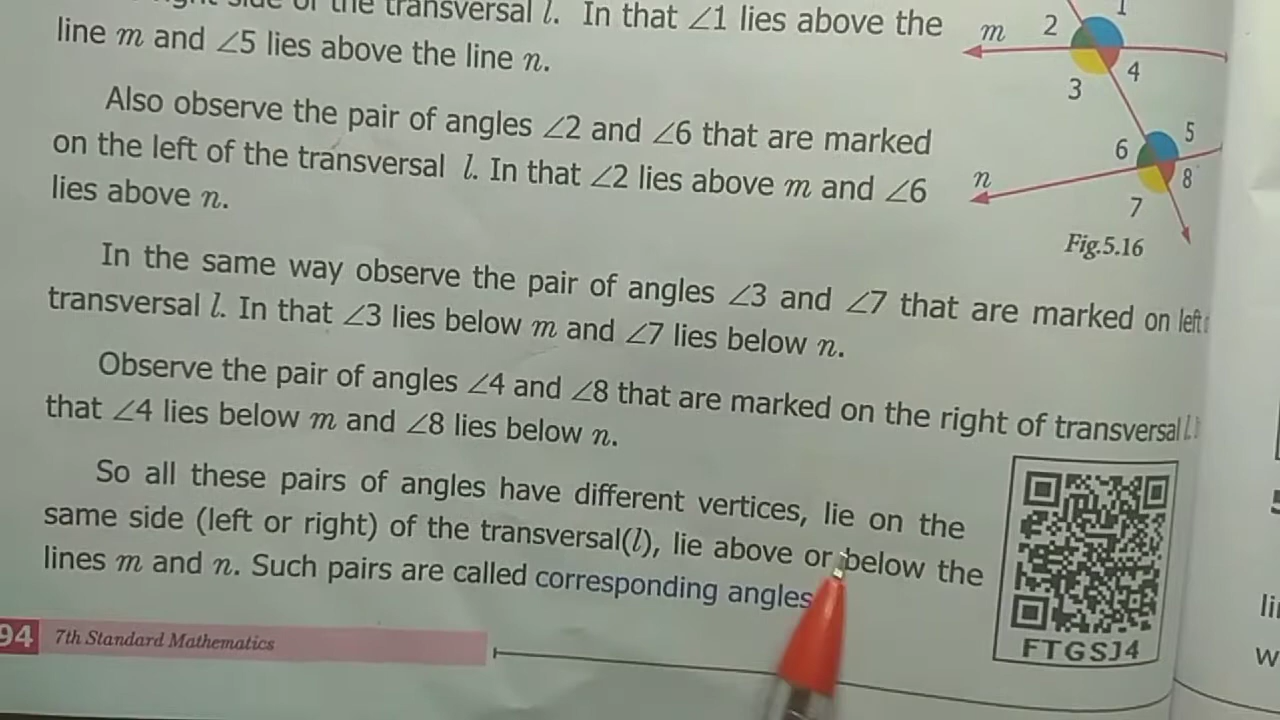 of the transversal l. In that ∠1 lies above the
line m and ∠5 lies above the line n.
Also observe the pair of angles ∠2 and ∠6 that are marked
on the left of the transversal l. In that ∠2 lies above m and ∠6
lies above n.
In the same way observe the pair of angles ∠3 and ∠7 that are marked on left
transversal l. In that ∠3 lies below m and ∠7 lies below n.
Observe the pair of angles ∠4 and ∠8 that are marked on the right of transversal l.
that ∠4 lies below m and ∠8 lies below n.
So all these pairs of angles have different vertices, lie on the
same side (left or right) of the transversal(l), lie above or below the
lines m and n. Such pairs are called corresponding angles
94 7th Standard Mathematics
1
m 2
4
3
5
6
n 8
7
Fig.5.16
FTGSJ4